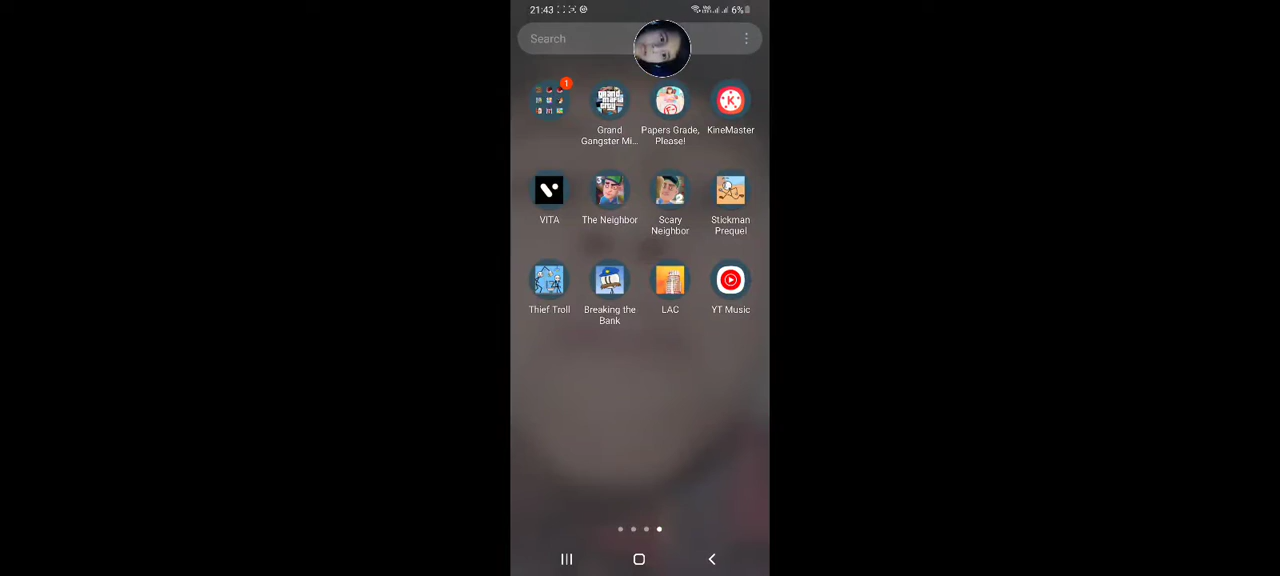 21:43
6%
Search
1
Grand
Gangster Mi...
Papers Grade,
Please!
KineMaster
VITA
The Neighbor
Scary
Neighbor
Stickman
Prequel
Thief Troll
Breaking the
Bank
LAC
YT Music